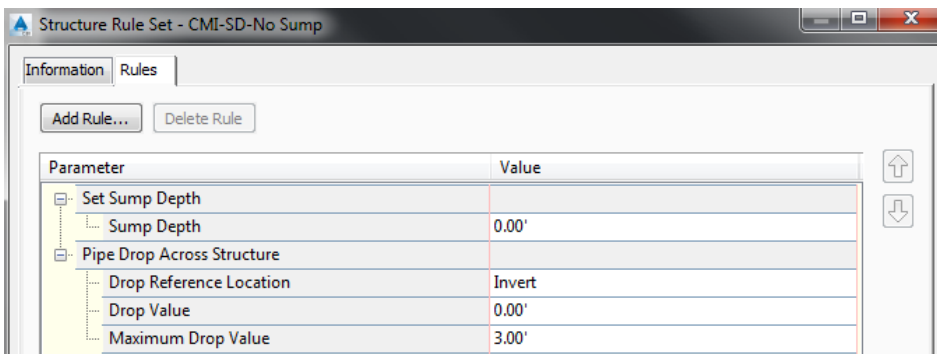 Structure Rule Set - CMI-SD-No Sump
Information Rules
Add Rule... Delete Rule
Parameter Value
Set Sump Depth
Sump Depth 0.00'
Pipe Drop Across Structure
Drop Reference Location Invert
Drop Value 0.00'
Maximum Drop Value 3.00'